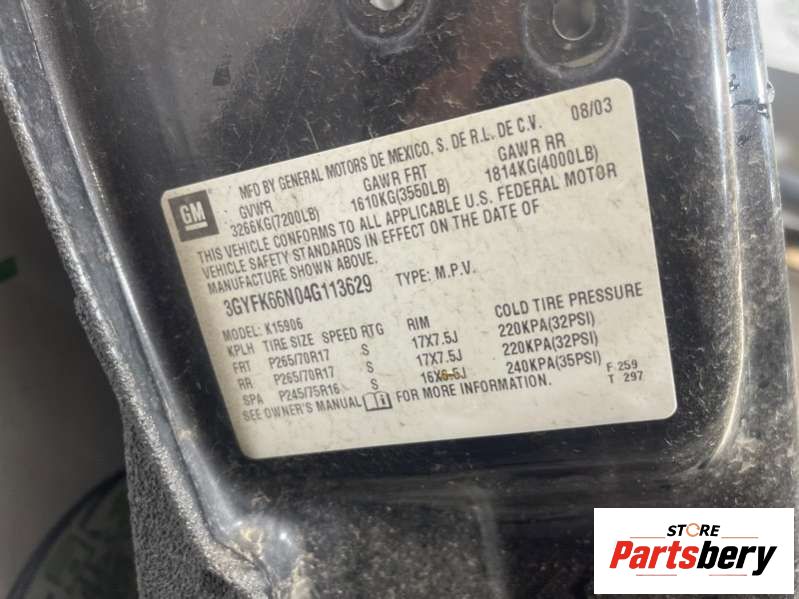 GM
MFD BY GENERAL MOTORS DE MEXICO, S. DE R.L. DE C.V. 08/03
GVWR GAWR FRT GAWR RR
3266KG(7200LB) 1610KG(3550LB) 1814KG(4000LB)
THIS VEHICLE CONFORMS TO ALL APPLICABLE U.S. FEDERAL MOTOR
VEHICLE SAFETY STANDARDS IN EFFECT ON THE DATE OF
MANUFACTURE SHOWN ABOVE.
3GYFK66N04G113629 TYPE: M.P.V.
MODEL: K15906
KPLH TIRE SIZE SPEED RTG RIM COLD TIRE PRESSURE
FRT P265/70R17 S 17X7.5J 220KPA(32PSI)
RR P265/70R17 S 17X7.5J 220KPA(32PSI)
SPA P245/75R16 S 16X6.5J 240KPA(35PSI)
SEE OWNER'S MANUAL FOR MORE INFORMATION.
F 259
T 297
STORE
Partsbery